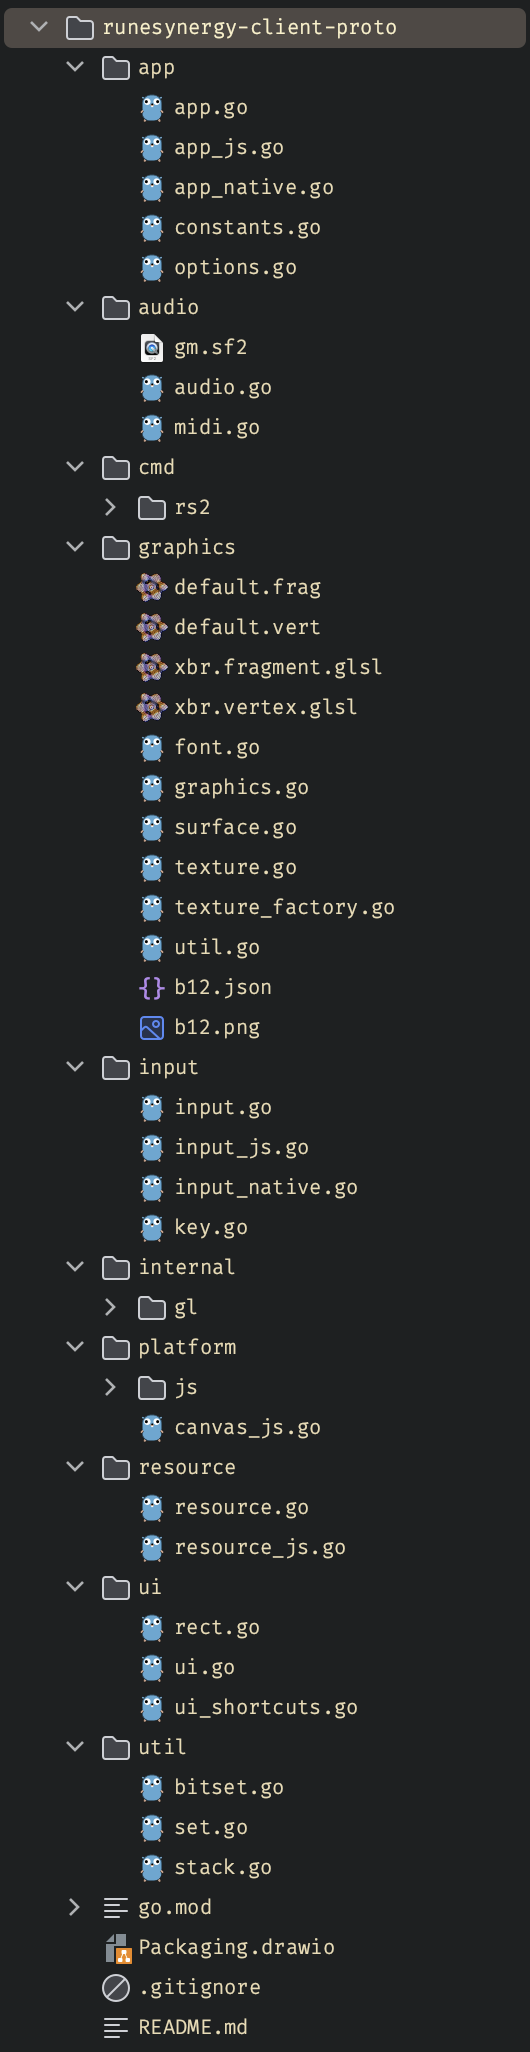 runesynergy-client-proto
app
app.go
app_js.go
app_native.go
constants.go
options.go
audio
gm.sf2
audio.go
midi.go
cmd
rs2
graphics
default.frag
default.vert
xbr.fragment.glsl
xbr.vertex.glsl
font.go
graphics.go
surface.go
texture.go
texture_factory.go
util.go
b12.json
b12.png
input
input.go
input_js.go
input_native.go
key.go
internal
gl
platform
js
canvas_js.go
resource
resource.go
resource_js.go
ui
rect.go
ui.go
ui_shortcuts.go
util
bitset.go
set.go
stack.go
go.mod
Packaging.drawio
.gitignore
README.md